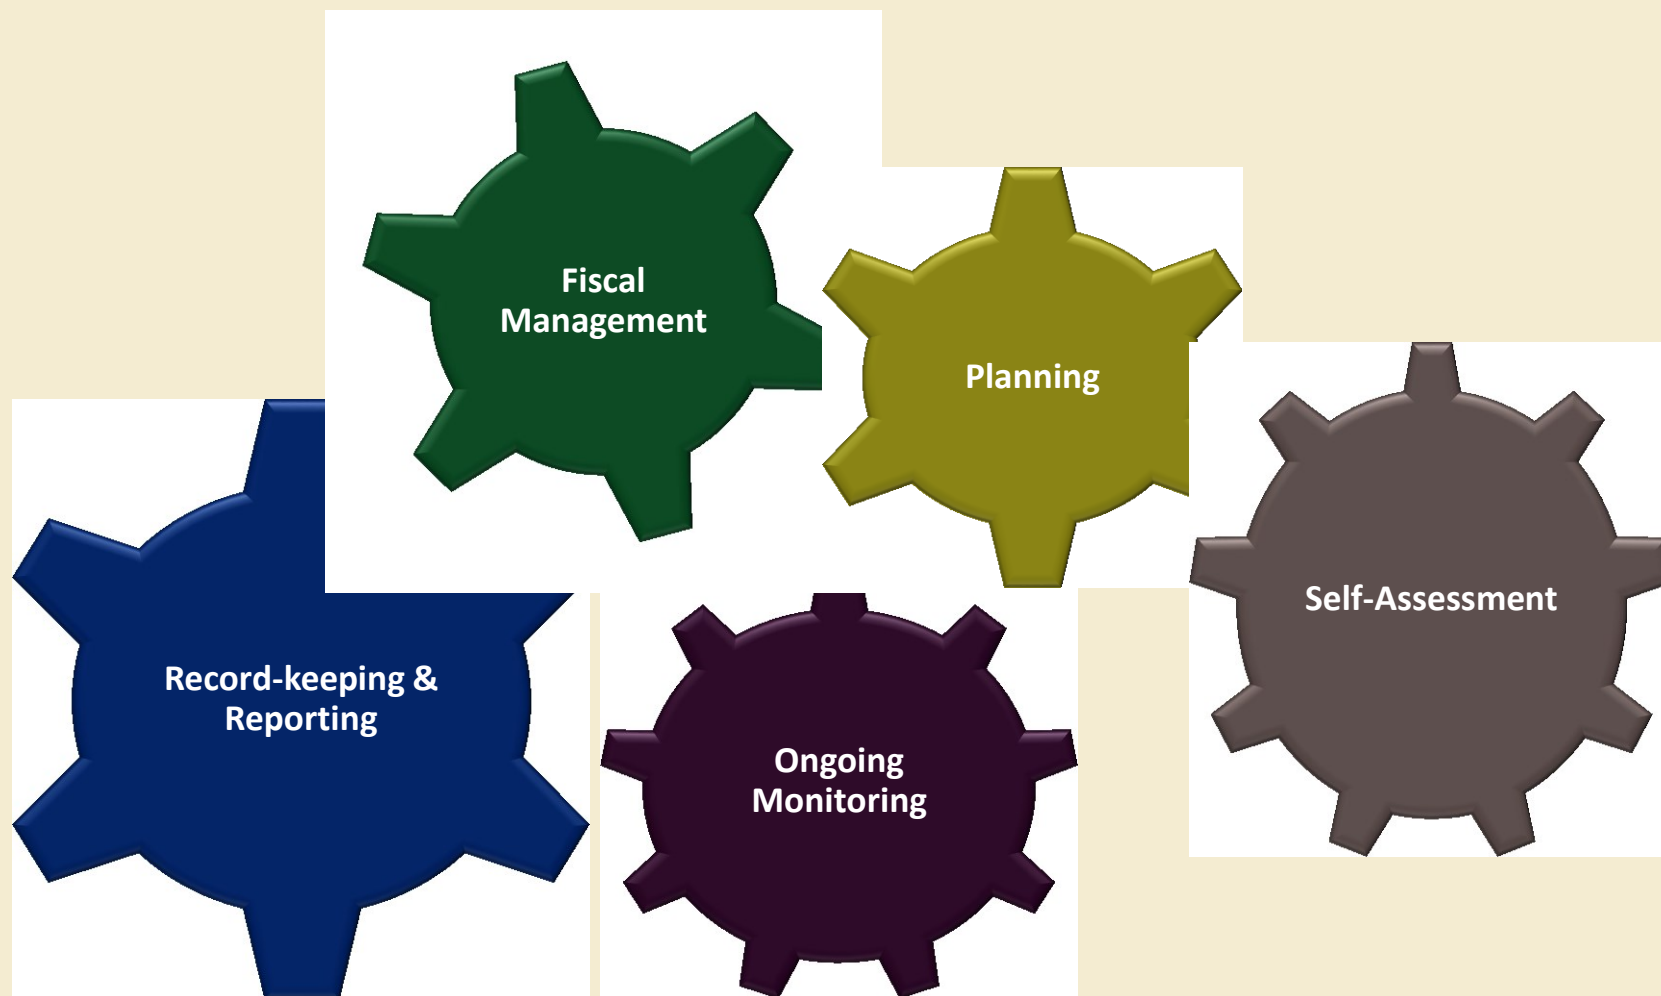 Fiscal
Management
Planning
Self-Assessment
Record-keeping &
Reporting
Ongoing
Monitoring